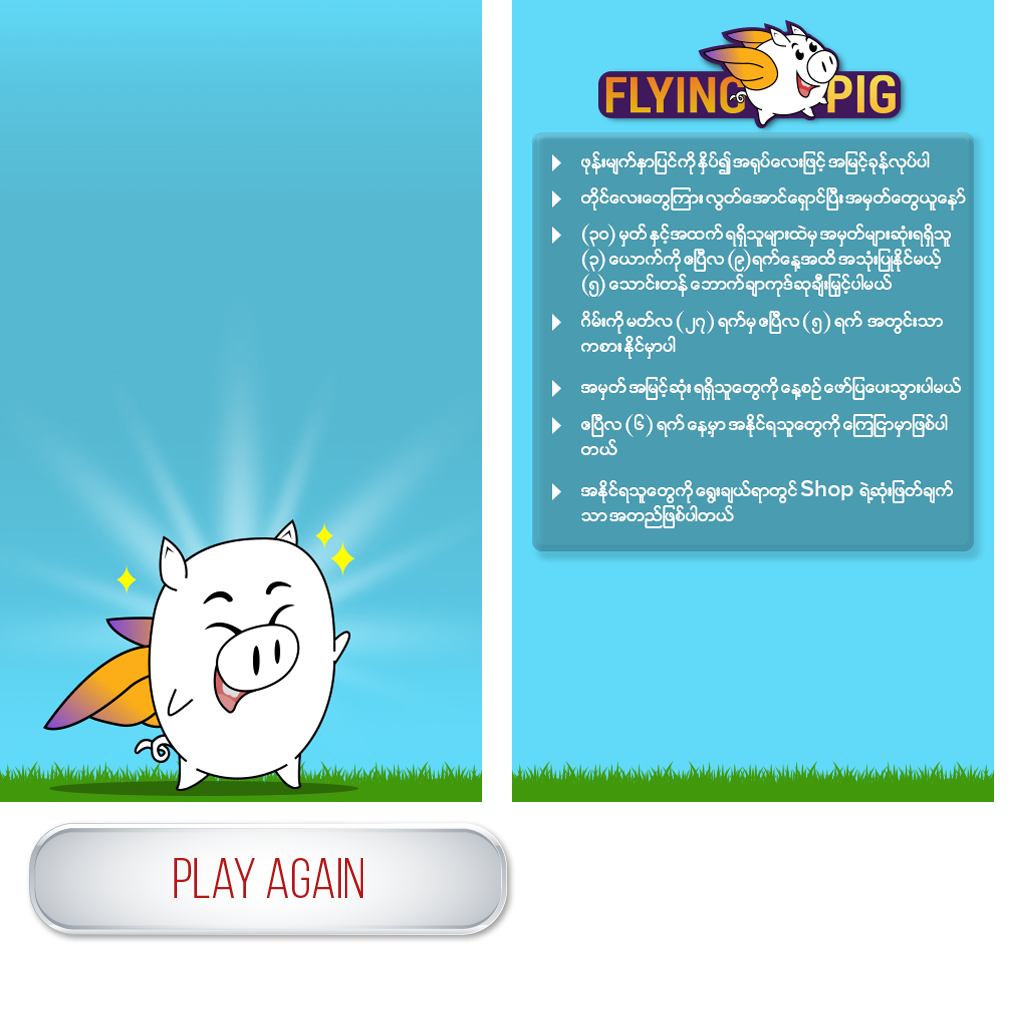 FLYING PIG
ဖုန်းမျက်နှာပြင်ကို နှိပ်၍ အရုပ်လေးဖြင့် အမြင့်ခုန်လုပ်ပါ
တိုင်လေးတွေကြား လွတ်အောင်ရှောင်ပြီး အမှတ်တွေယူနော်
(၃၀) မှတ် နှင့်အထက် ရရှိသူများထဲမှ အမှတ်များဆုံးရရှိသူ
(၃) ယောက်ကို ဧပြီလ (၉)ရက်နေ့အထိ အသုံးပြုနိုင်မယ့်
(၅) သောင်းတန် ဘောက်ချာကုဒ်ဆုချီးမြှင့်ပါမယ်
ဂိမ်းကို မတ်လ (၂၇) ရက်မှ ဧပြီလ (၅) ရက် အတွင်းသာ
ကစား နိုင်မှာပါ
အမှတ် အမြင့်ဆုံး ရရှိသူတွေကို နေ့စဉ် ဖော်ပြပေးသွားပါမယ်
ဧပြီလ (၆) ရက် နေ့မှာ အနိုင်ရသူတွေကို ကြေငြာမှာဖြစ်ပါ
တယ်
အနိုင်ရသူတွေကို ရွေးချယ်ရာတွင် Shop ရဲ့ဆုံးဖြတ်ချက်
သာ အတည်ဖြစ်ပါတယ်
PLAY AGAIN